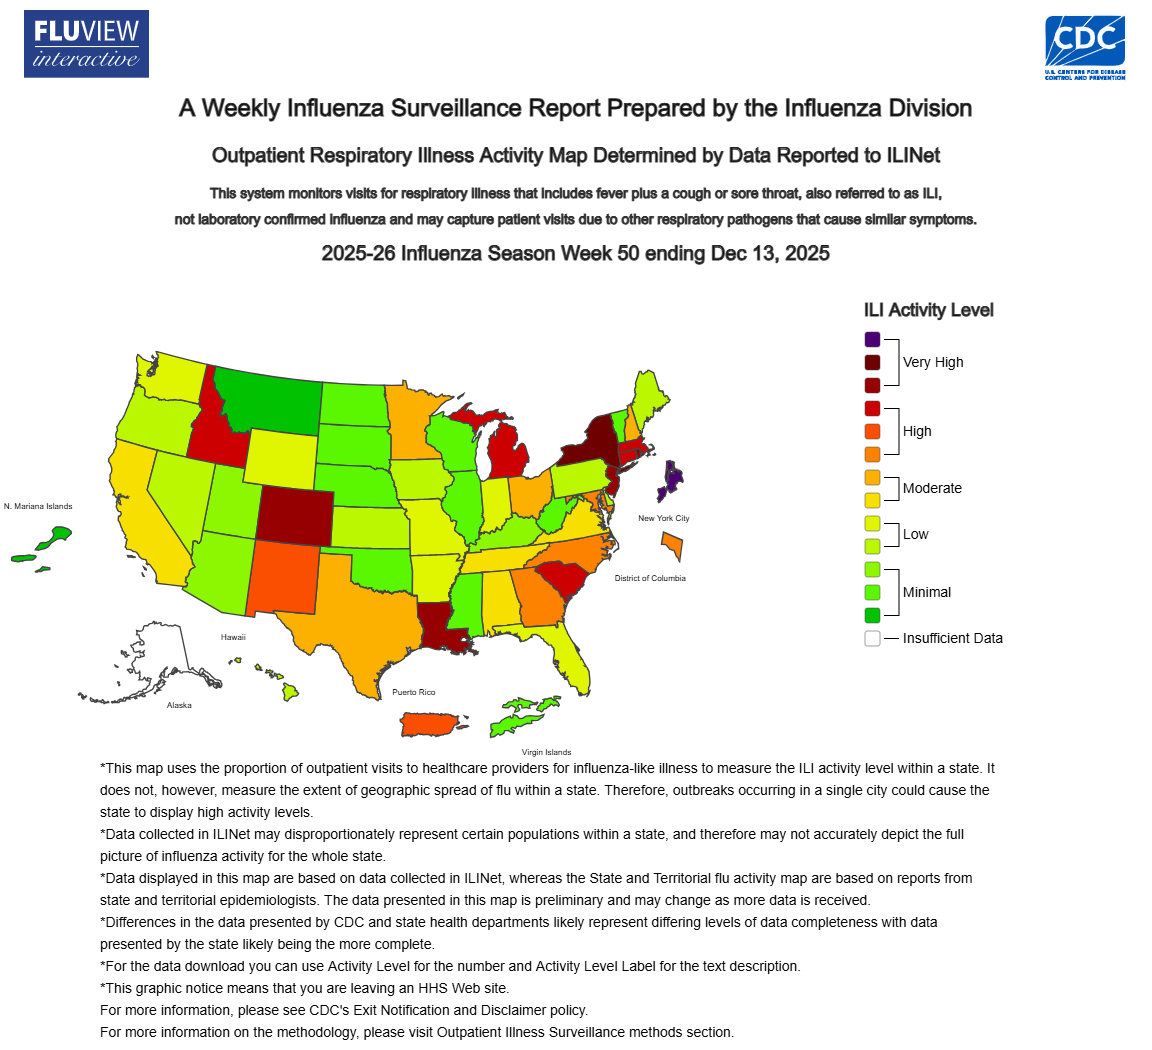 FLUVIEW
interactive
CDC
U.S. CENTERS FOR DISEASE
CONTROL AND PREVENTION
A Weekly Influenza Surveillance Report Prepared by the Influenza Division
Outpatient Respiratory Illness Activity Map Determined by Data Reported to ILINet
This system monitors visits for respiratory illness that includes fever plus a cough or sore throat, also referred to as ILI,
not laboratory confirmed influenza and may capture patient visits due to other respiratory pathogens that cause similar symptoms.
2025-26 Influenza Season Week 50 ending Dec 13, 2025
ILI Activity Level
Very High
High
Moderate
Low
Minimal
Insufficient Data
N. Mariana Islands
New York City
District of Columbia
Hawaii
Alaska
Puerto Rico
Virgin Islands
*This map uses the proportion of outpatient visits to healthcare providers for influenza-like illness to measure the ILI activity level within a state. It
does not, however, measure the extent of geographic spread of flu within a state. Therefore, outbreaks occurring in a single city could cause the
state to display high activity levels.
*Data collected in ILINet may disproportionately represent certain populations within a state, and therefore may not accurately depict the full
picture of influenza activity for the whole state.
*Data displayed in this map are based on data collected in ILINet, whereas the State and Territorial flu activity map are based on reports from
state and territorial epidemiologists. The data presented in this map is preliminary and may change as more data is received.
*Differences in the data presented by CDC and state health departments likely represent differing levels of data completeness with data
presented by the state likely being the more complete.
*For the data download you can use Activity Level for the number and Activity Level Label for the text description.
*This graphic notice means that you are leaving an HHS Web site.
For more information, please see CDC's Exit Notification and Disclaimer policy.
For more information on the methodology, please visit Outpatient Illness Surveillance methods section.